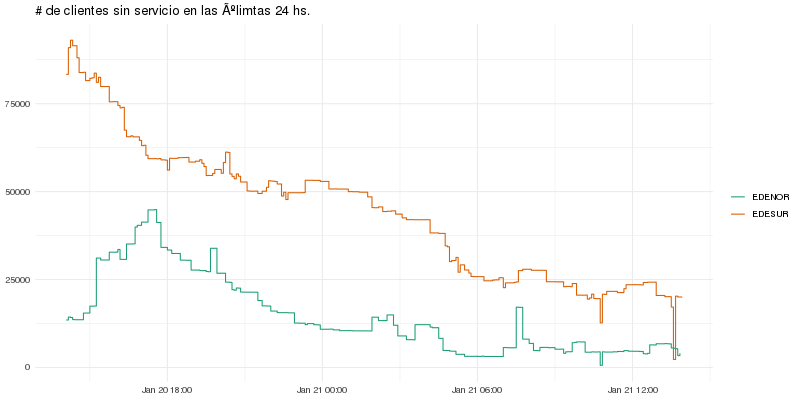 # de clientes sin servicio en las Ãºlimtas 24 hs.
75000
50000
25000
0
Jan 20 18:00
Jan 21 00:00
Jan 21 06:00
Jan 21 12:00
EDENOR
EDESUR